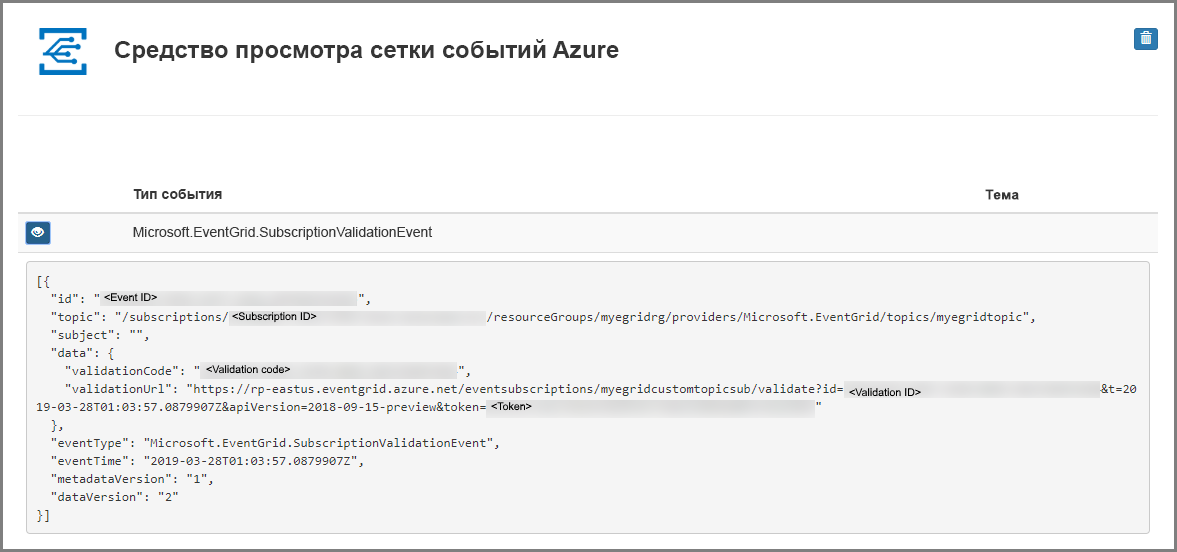 Средство просмотра сетки событий Azure
Тип события Тема
Microsoft.EventGrid.SubscriptionValidationEvent
[{
"id": "<Event ID>",
"topic": "/subscriptions/<Subscription ID>/resourceGroups/myegridrg/providers/Microsoft.EventGrid/topics/myegridtopic",
"subject": "",
"data": {
"validationCode": "<Validation code>",
"validationUrl": "https://rp-eastus.eventgrid.azure.net/eventsubscriptions/myegridcustomtopicsub/validate?id=<Validation ID>&t=20
19-03-28T01:03:57.0879907Z&apiVersion=2018-09-15-preview&token=<Token>"
},
"eventType": "Microsoft.EventGrid.SubscriptionValidationEvent",
"eventTime": "2019-03-28T01:03:57.0879907Z",
"metadataVersion": "1",
"dataVersion": "2"
}]